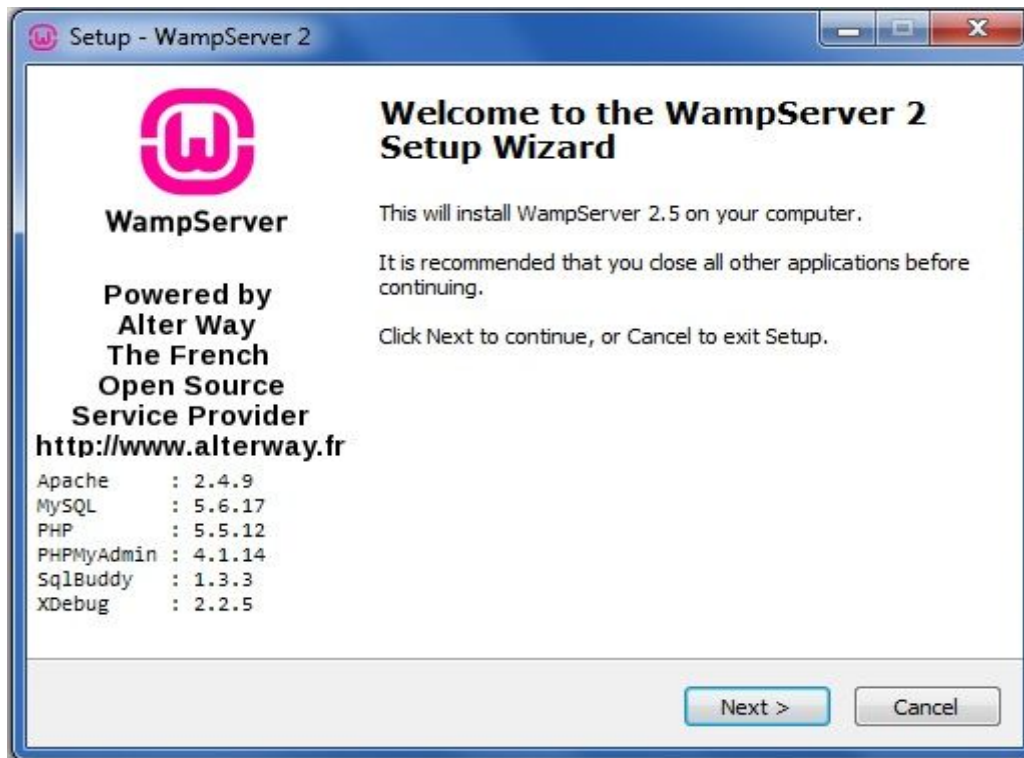 Setup - WampServer 2
WampServer
Powered by
Alter Way
The French
Open Source
Service Provider
http://www.alterway.fr
Apache : 2.4.9
MySQL : 5.6.17
PHP : 5.5.12
PHPMyAdmin : 4.1.14
SqlBuddy : 1.3.3
XDebug : 2.2.5
Welcome to the WampServer 2
Setup Wizard
This will install WampServer 2.5 on your computer.
It is recommended that you close all other applications before
continuing.
Click Next to continue, or Cancel to exit Setup.
Next >
Cancel